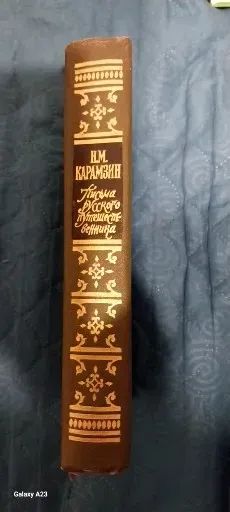 Н.М.
КАРАМЗИН
Письма
русского
путешест-
венника
Galaxy A23